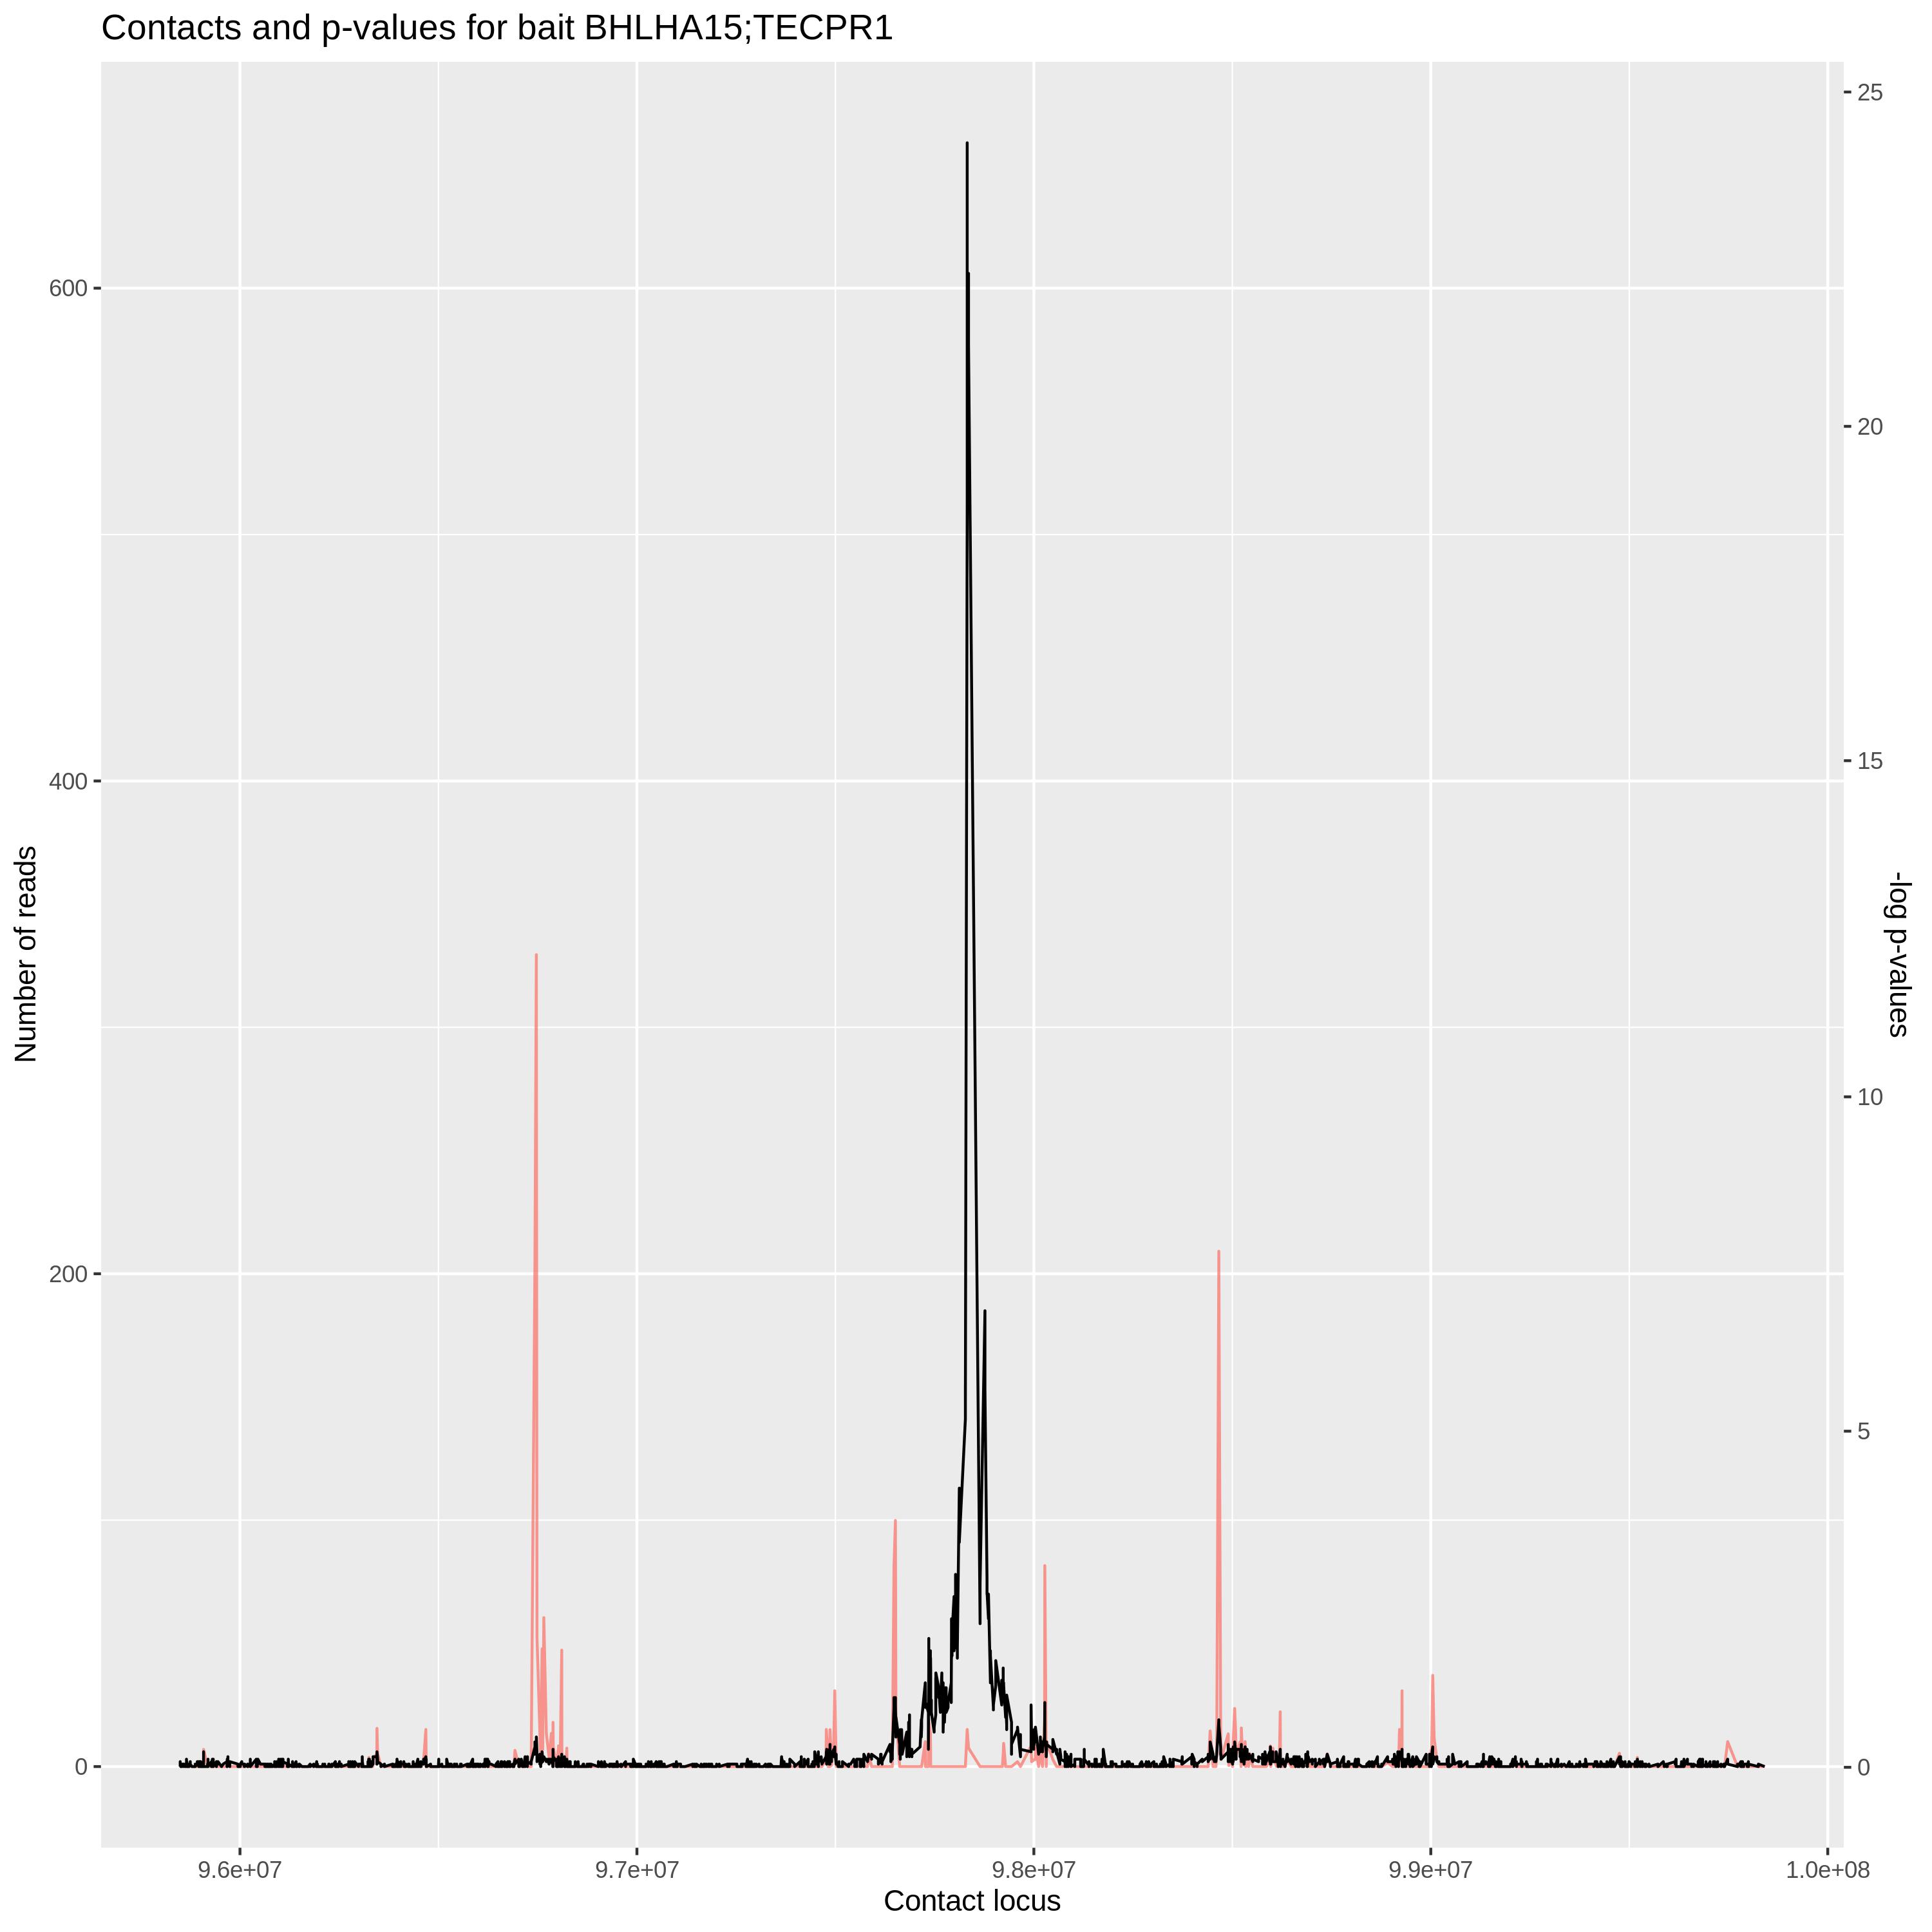 Contacts and p-values for bait BHLHA15;TECPR1
Number of reads
600
400
200
0
25
20
15
10
5
0
-log p-values
9.6e+07
9.7e+07
9.8e+07
9.9e+07
1.0e+08
Contact locus